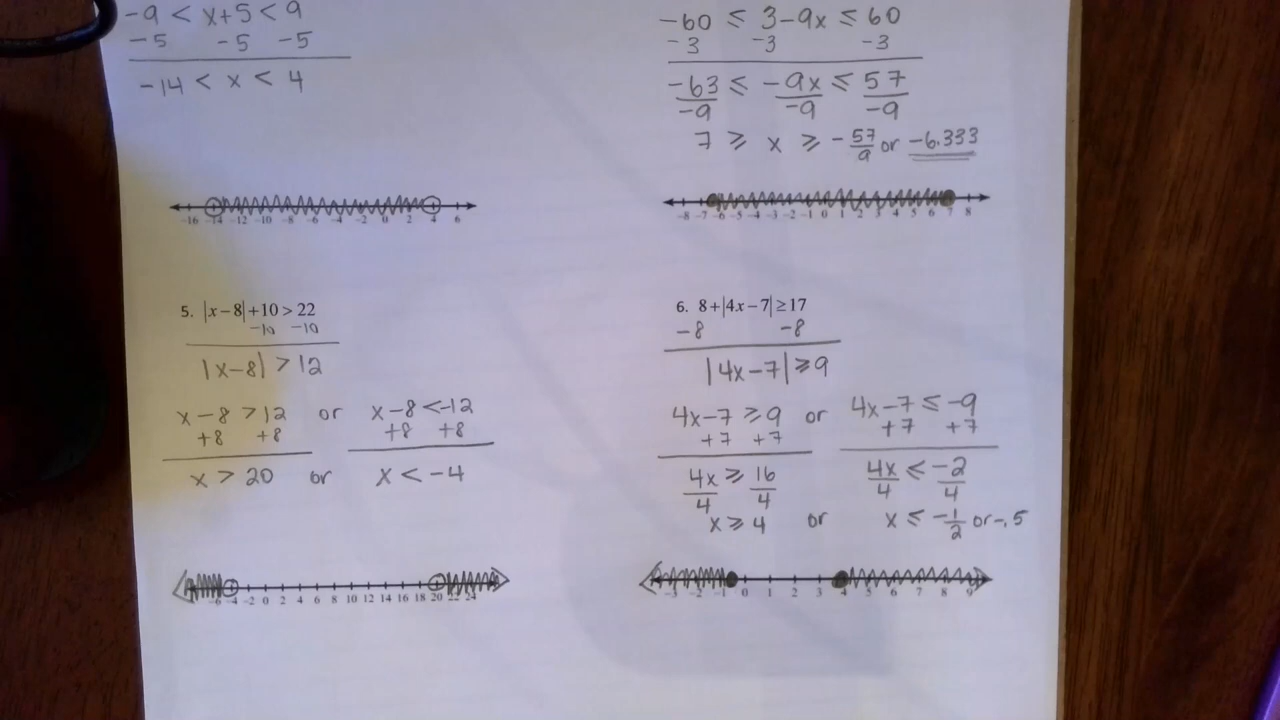 -9 < x+5 < 9
-5 -5 -5
-14 < x < 4
-16 -14 -12 -10 -8 -6 -4 -2 0 2 4 6
-60 ≤ 3-9x ≤ 60
-3 -3 -3
-63/-9 ≤ -9x/-9 ≤ 57/-9
7 ≥ x ≥ -57/9 or -6.333
-8 -7 -6 -5 -4 -3 -2 -1 0 1 2 3 4 5 6 7 8
5. |x-8|+10>22
-10 -10
|x-8| > 12
x-8 > 12 or x-8 <-12
+8 +8 +8 +8
x > 20 or x < -4
-6 -4 -2 0 2 4 6 8 10 12 14 16 18 20 22 24
6. 8+|4x-7|≥17
-8 -8
|4x-7| ≥ 9
4x-7 ≥ 9 or 4x-7 ≤ -9
+7 +7 +7 +7
4x/4 ≥ 16/4 4x/4 ≤ -2/4
x ≥ 4 or x ≤ -1/2 or -.5
-3 -2 -1 0 1 2 3 4 5 6 7 8 9